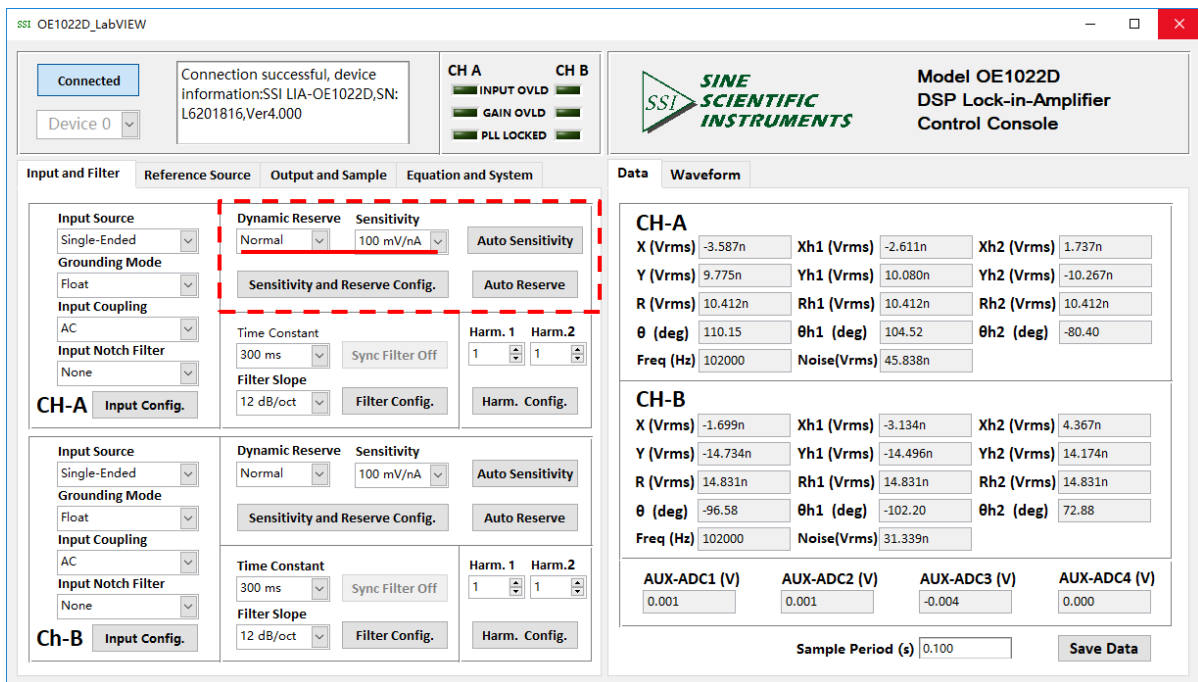 SSI OE1022D_LabVIEW
Connected
Device 0
Connection successful, device
information:SSI LIA-OE1022D,SN:
L6201816,Ver4.000
CH A CH B
INPUT OVLD
GAIN OVLD
PLL LOCKED
SSI
SINE
SCIENTIFIC
INSTRUMENTS
Model OE1022D
DSP Lock-in-Amplifier
Control Console
Input and Filter Reference Source Output and Sample Equation and System
Input Source
Single-Ended
Grounding Mode
Float
Input Coupling
AC
Input Notch Filter
None
CH-A Input Config.
Dynamic Reserve Sensitivity
Normal 100 mV/nA Auto Sensitivity
Sensitivity and Reserve Config. Auto Reserve
Time Constant
300 ms Sync Filter Off
Filter Slope
12 dB/oct Filter Config.
Harm. 1 Harm.2
1 1
Harm. Config.
Input Source
Single-Ended
Grounding Mode
Float
Input Coupling
AC
Input Notch Filter
None
Ch-B Input Config.
Dynamic Reserve Sensitivity
Normal 100 mV/nA Auto Sensitivity
Sensitivity and Reserve Config. Auto Reserve
Time Constant
300 ms Sync Filter Off
Filter Slope
12 dB/oct Filter Config.
Harm. 1 Harm.2
1 1
Harm. Config.
Data Waveform
CH-A
X (Vrms) -3.587n Xh1 (Vrms) -2.611n Xh2 (Vrms) 1.737n
Y (Vrms) 9.775n Yh1 (Vrms) 10.080n Yh2 (Vrms) -10.267n
R (Vrms) 10.412n Rh1 (Vrms) 10.412n Rh2 (Vrms) 10.412n
θ (deg) 110.15 θh1 (deg) 104.52 θh2 (deg) -80.40
Freq (Hz) 102000 Noise(Vrms) 45.838n
CH-B
X (Vrms) -1.699n Xh1 (Vrms) -3.134n Xh2 (Vrms) 4.367n
Y (Vrms) -14.734n Yh1 (Vrms) -14.496n Yh2 (Vrms) 14.174n
R (Vrms) 14.831n Rh1 (Vrms) 14.831n Rh2 (Vrms) 14.831n
θ (deg) -96.58 θh1 (deg) -102.20 θh2 (deg) 72.88
Freq (Hz) 102000 Noise(Vrms) 31.339n
AUX-ADC1 (V) AUX-ADC2 (V) AUX-ADC3 (V) AUX-ADC4 (V)
0.001 0.001 -0.004 0.000
Sample Period (s) 0.100 Save Data